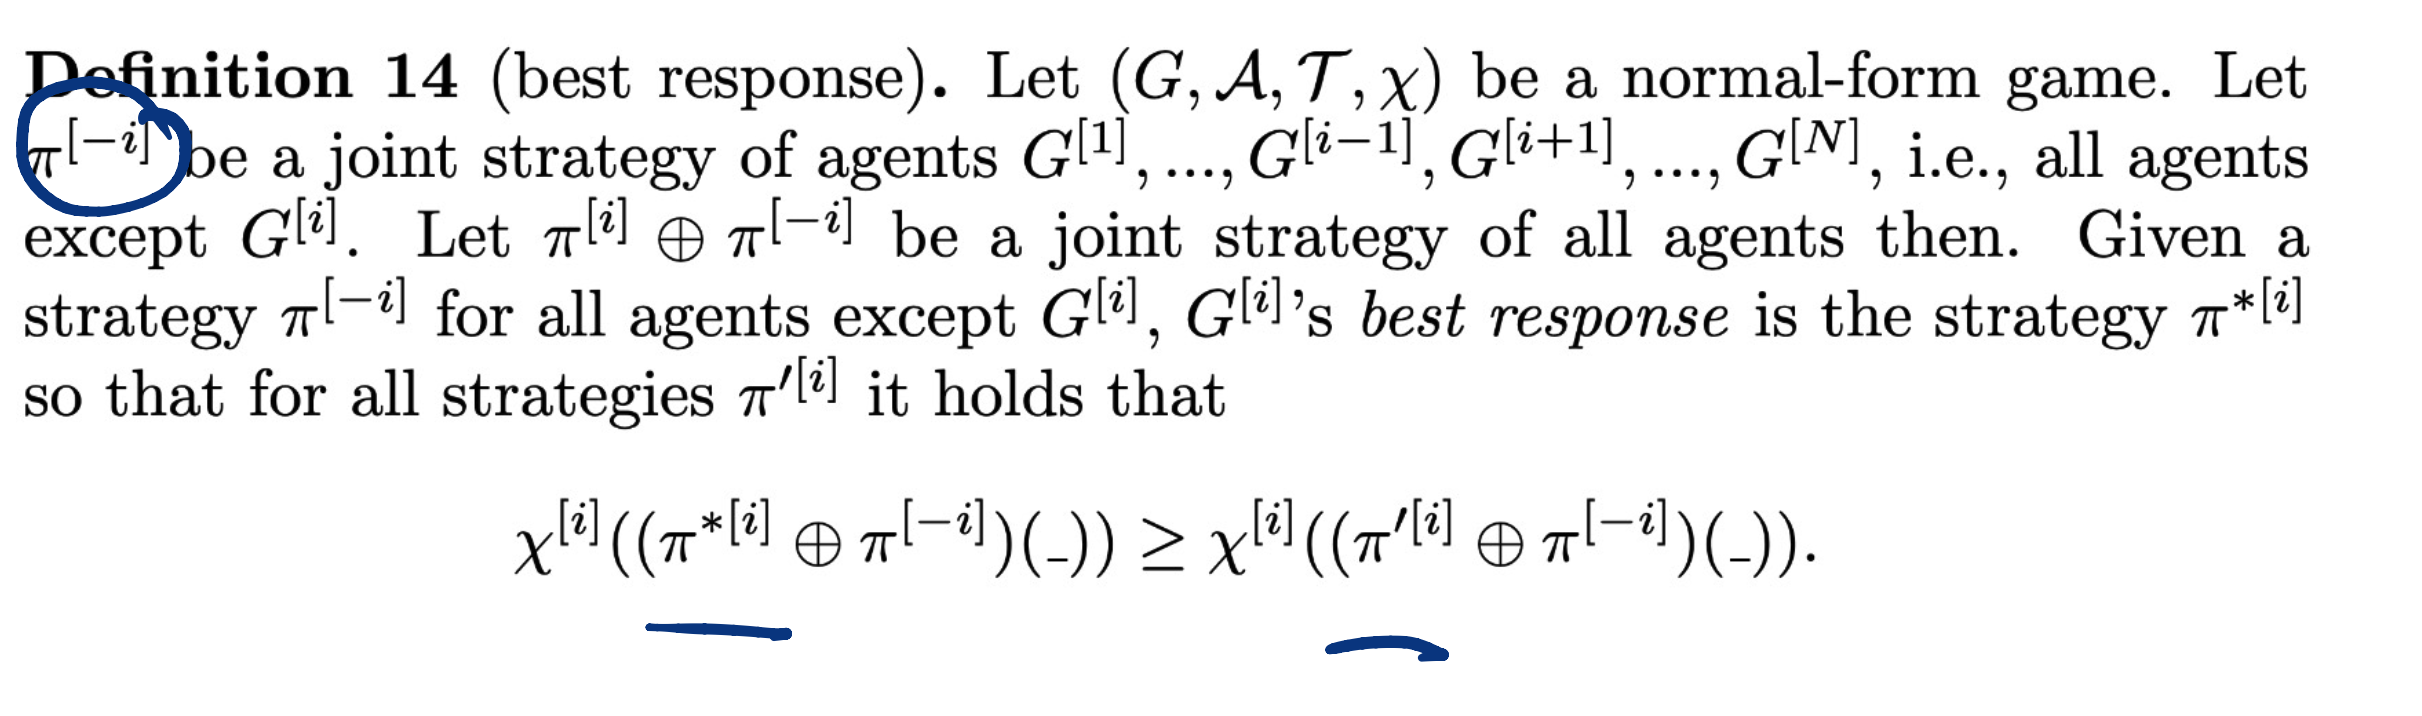 Definition 14 (best response). Let (G, 𝒜, 𝒯, χ) be a normal-form game. Let
π^[−i] be a joint strategy of agents G^[1], ..., G^[i−1], G^[i+1], ..., G^[N], i.e., all agents
except G^[i]. Let π^[i] ⊕ π^[−i] be a joint strategy of all agents then. Given a
strategy π^[−i] for all agents except G^[i], G^[i]’s best response is the strategy π*^[i]
so that for all strategies π′^[i] it holds that
χ^[i]((π*^[i] ⊕ π^[−i])(_)) ≥ χ^[i]((π′^[i] ⊕ π^[−i])(_)).